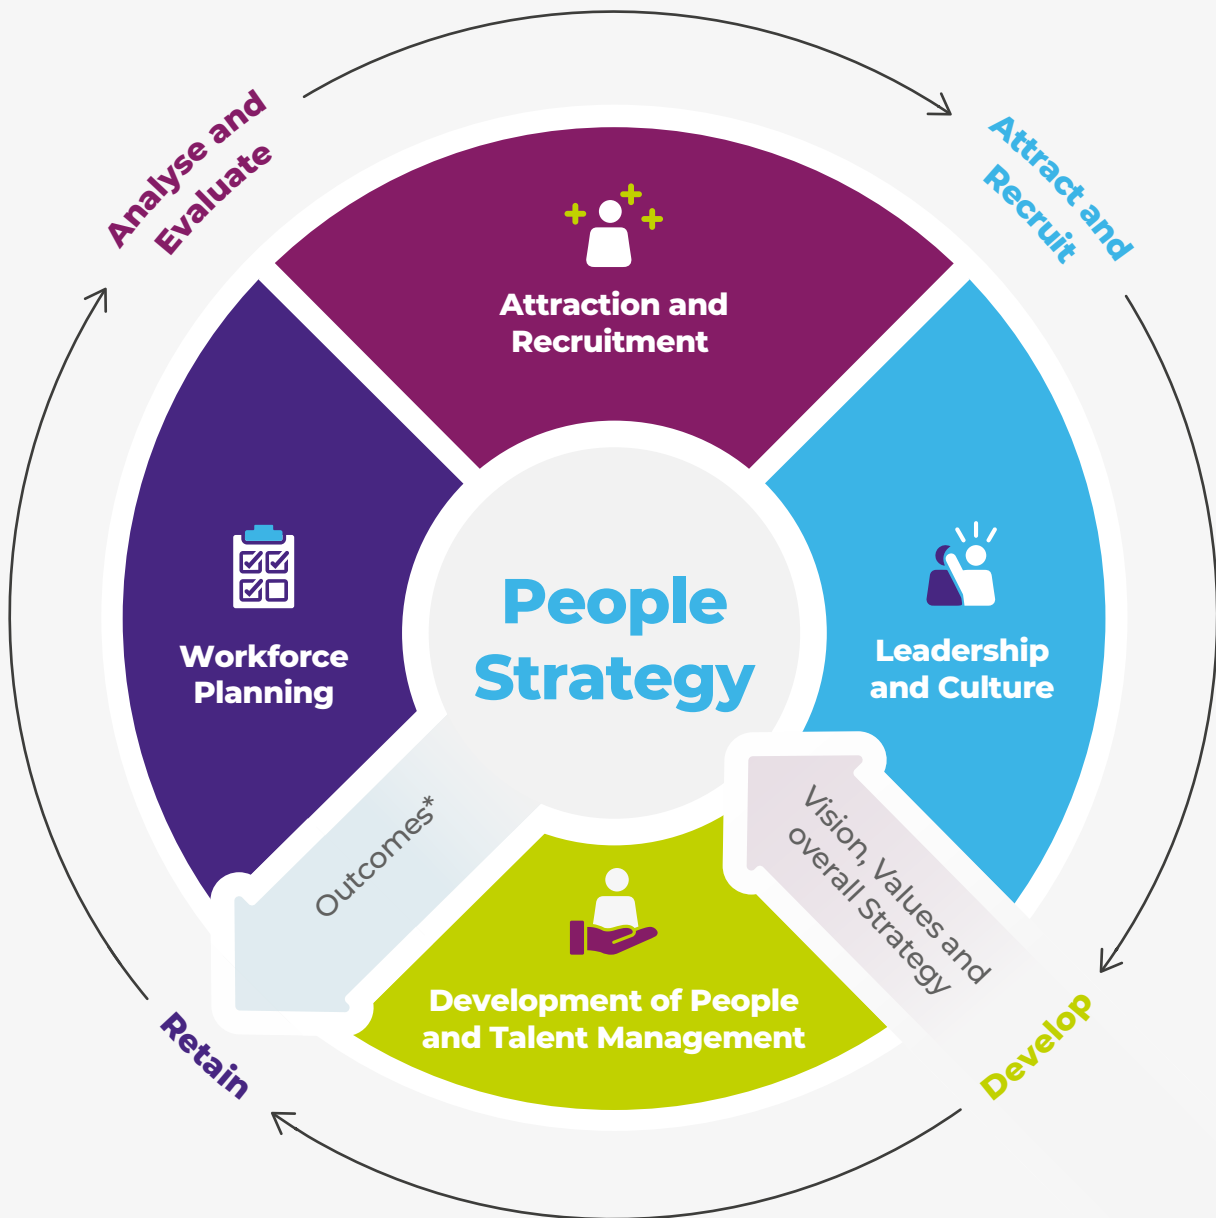 Analyse and
Evaluate
Attract and
Recruit
Attraction and
Recruitment
People
Strategy
Workforce
Planning
Leadership
and Culture
Outcomes*
Vision, Values and
overall Strategy
Development of People
and Talent Management
Retain
Develop